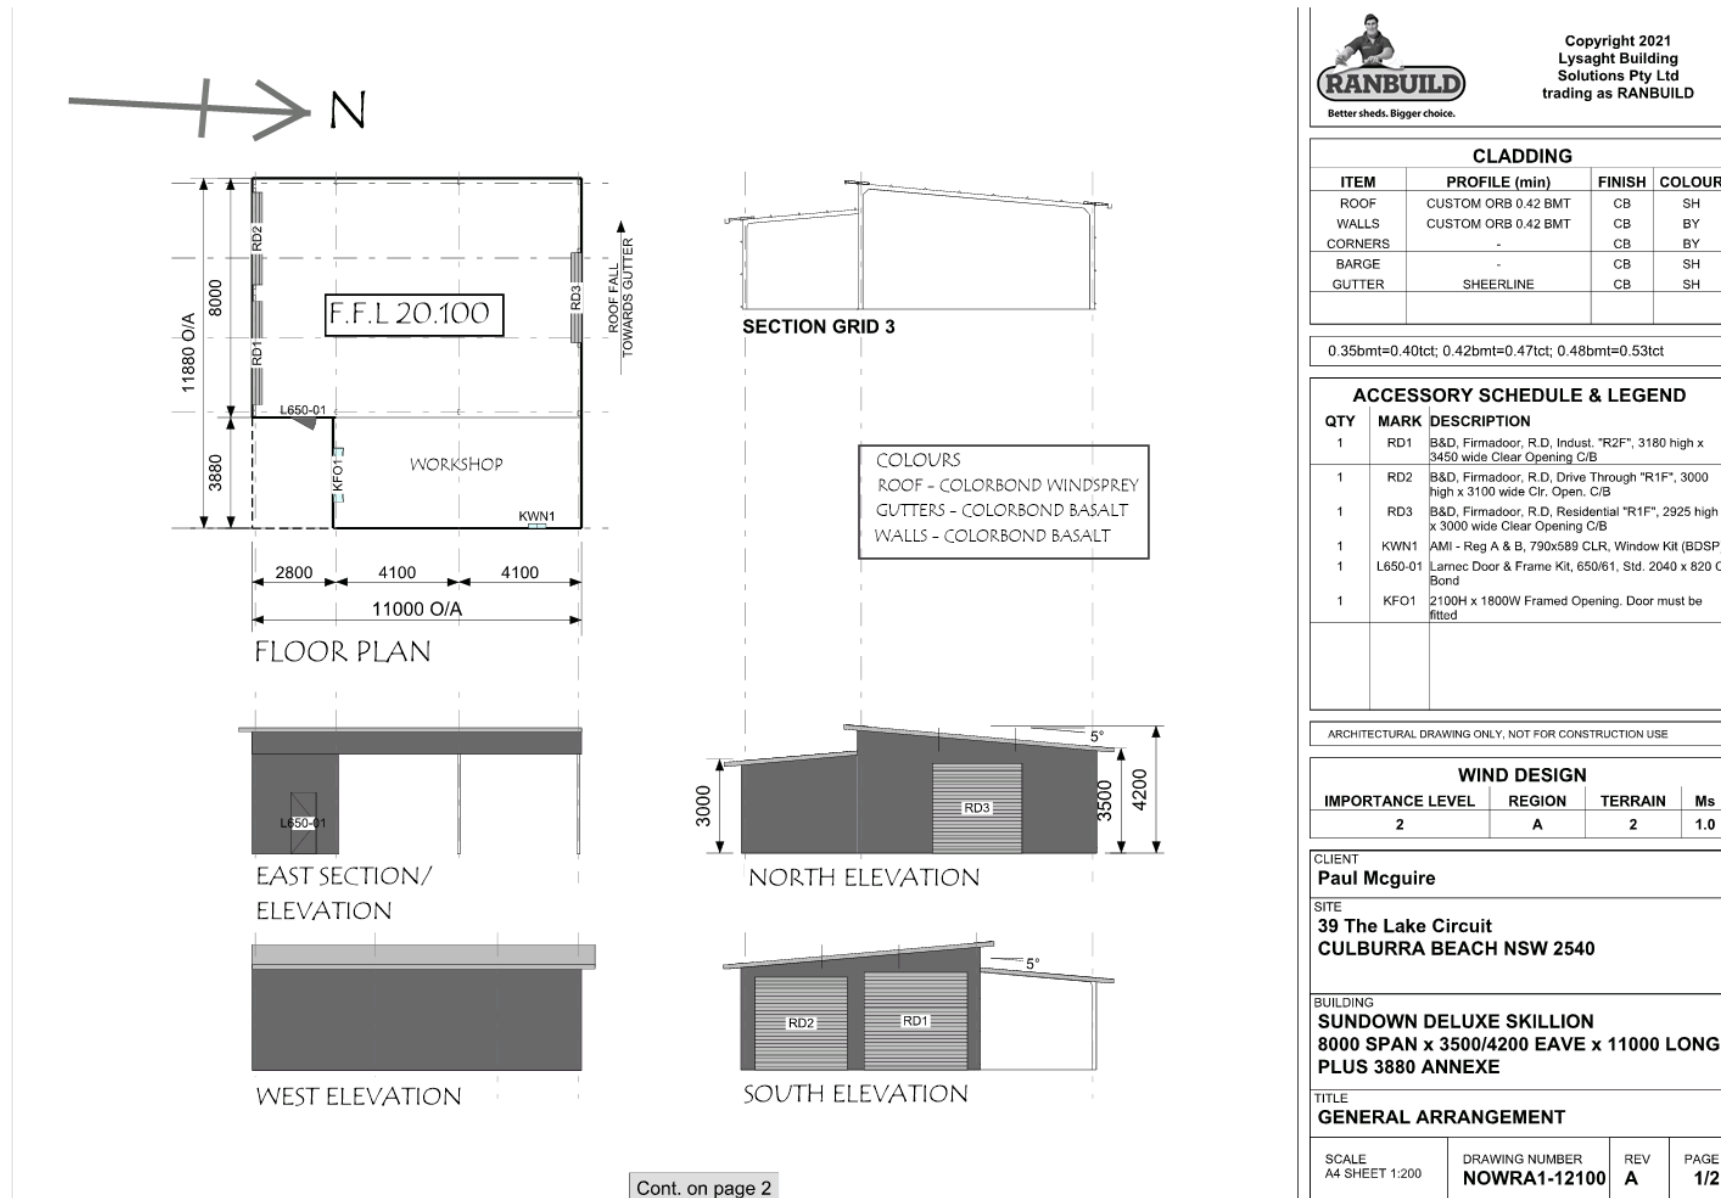 N
RD2
RD1
RD3
F.F.L 20.100
8000
11880 O/A
3880
ROOF FALL
TOWARDS GUTTER
L650-01
KFO1
WORKSHOP
KWN1
2800
4100
4100
11000 O/A
FLOOR PLAN
SECTION GRID 3
COLOURS
ROOF - COLORBOND WINDSPREY
GUTTERS - COLORBOND BASALT
WALLS - COLORBOND BASALT
L650-01
EAST SECTION/
ELEVATION
3000
RD3
5°
3500
4200
NORTH ELEVATION
WEST ELEVATION
RD2
RD1
5°
SOUTH ELEVATION
Cont. on page 2
RANBUILD
Better sheds. Bigger choice.
Copyright 2021
Lysaght Building
Solutions Pty Ltd
trading as RANBUILD
CLADDING
ITEM PROFILE (min) FINISH COLOUR
ROOF CUSTOM ORB 0.42 BMT CB SH
WALLS CUSTOM ORB 0.42 BMT CB BY
CORNERS - CB BY
BARGE - CB SH
GUTTER SHEERLINE CB SH
0.35bmt=0.40tct; 0.42bmt=0.47tct; 0.48bmt=0.53tct
ACCESSORY SCHEDULE & LEGEND
QTY MARK DESCRIPTION
1 RD1 B&D, Firmadoor, R.D, Indust. "R2F", 3180 high x
3450 wide Clear Opening C/B
1 RD2 B&D, Firmadoor, R.D, Drive Through "R1F", 3000
high x 3100 wide Clr. Open. C/B
1 RD3 B&D, Firmadoor, R.D, Residential "R1F", 2925 high
x 3000 wide Clear Opening C/B
1 KWN1 AMI - Reg A & B, 790x589 CLR, Window Kit (BDSP
1 L650-01 Larnec Door & Frame Kit, 650/61, Std. 2040 x 820 C
Bond
1 KFO1 2100H x 1800W Framed Opening. Door must be
fitted
ARCHITECTURAL DRAWING ONLY, NOT FOR CONSTRUCTION USE
WIND DESIGN
IMPORTANCE LEVEL REGION TERRAIN Ms
2 A 2 1.0
CLIENT
Paul Mcguire
SITE
39 The Lake Circuit
CULBURRA BEACH NSW 2540
BUILDING
SUNDOWN DELUXE SKILLION
8000 SPAN x 3500/4200 EAVE x 11000 LONG
PLUS 3880 ANNEXE
TITLE
GENERAL ARRANGEMENT
SCALE
A4 SHEET 1:200
DRAWING NUMBER
NOWRA1-12100
REV
A
PAGE
1/2